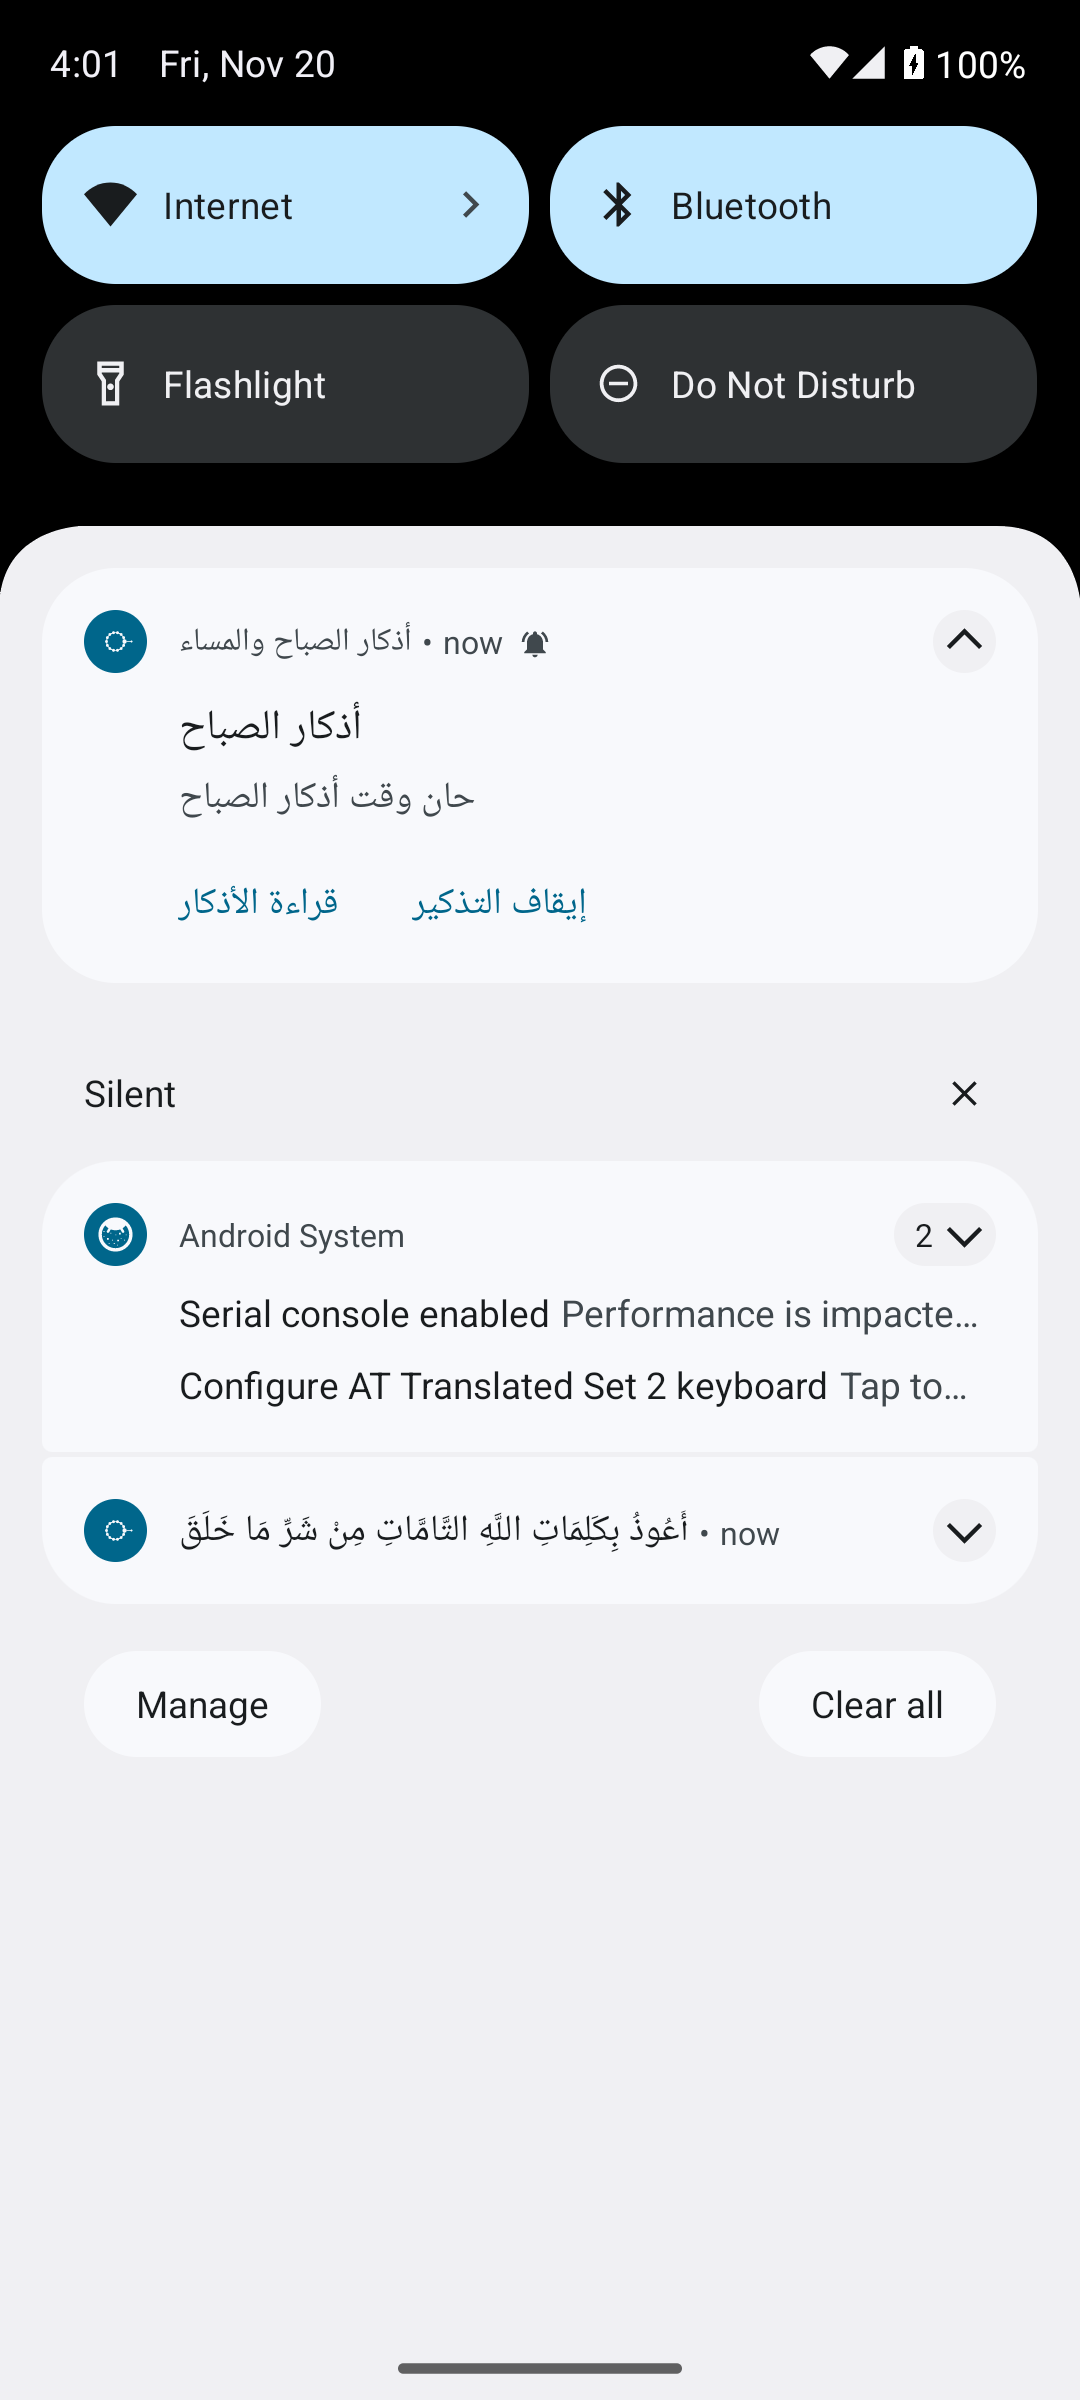 4:01 Fri, Nov 20 100%
Internet
Bluetooth
Flashlight
Do Not Disturb
أذكار الصباح والمساء • now
أذكار الصباح
حان وقت أذكار الصباح
قراءة الأذكار إيقاف التذكير
Silent
Android System 2
Serial console enabled Performance is impacte...
Configure AT Translated Set 2 keyboard Tap to...
أَعُوذُ بِكَلِمَاتِ اللَّهِ التَّامَّاتِ مِنْ شَرِّ مَا خَلَقَ • now
Manage Clear all